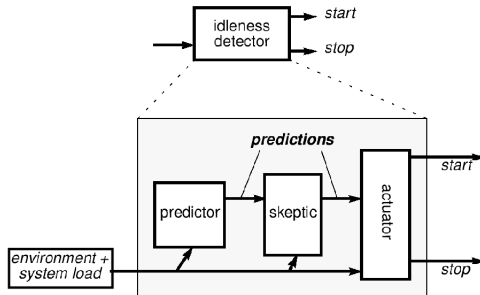 idleness
detector
start
stop
predictions
predictor
skeptic
actuator
start
stop
environment +
system load